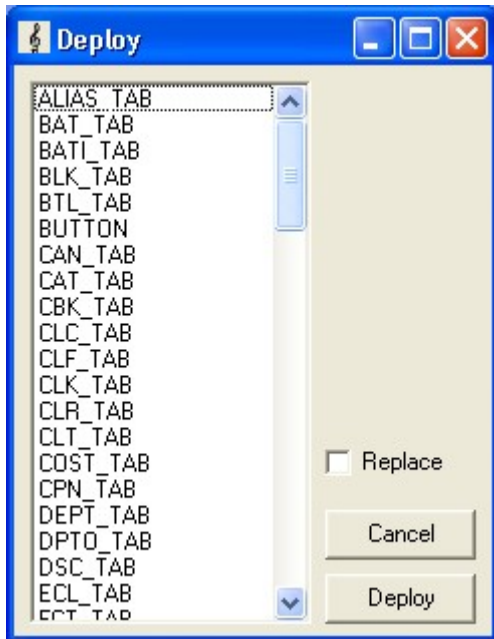 Deploy
ALIAS_TAB
BAT_TAB
BATI_TAB
BLK_TAB
BTL_TAB
BUTTON
CAN_TAB
CAT_TAB
CBK_TAB
CLC_TAB
CLF_TAB
CLK_TAB
CLR_TAB
CLT_TAB
COST_TAB
CPN_TAB
DEPT_TAB
DPTO_TAB
DSC_TAB
ECL_TAB
Replace
Cancel
Deploy